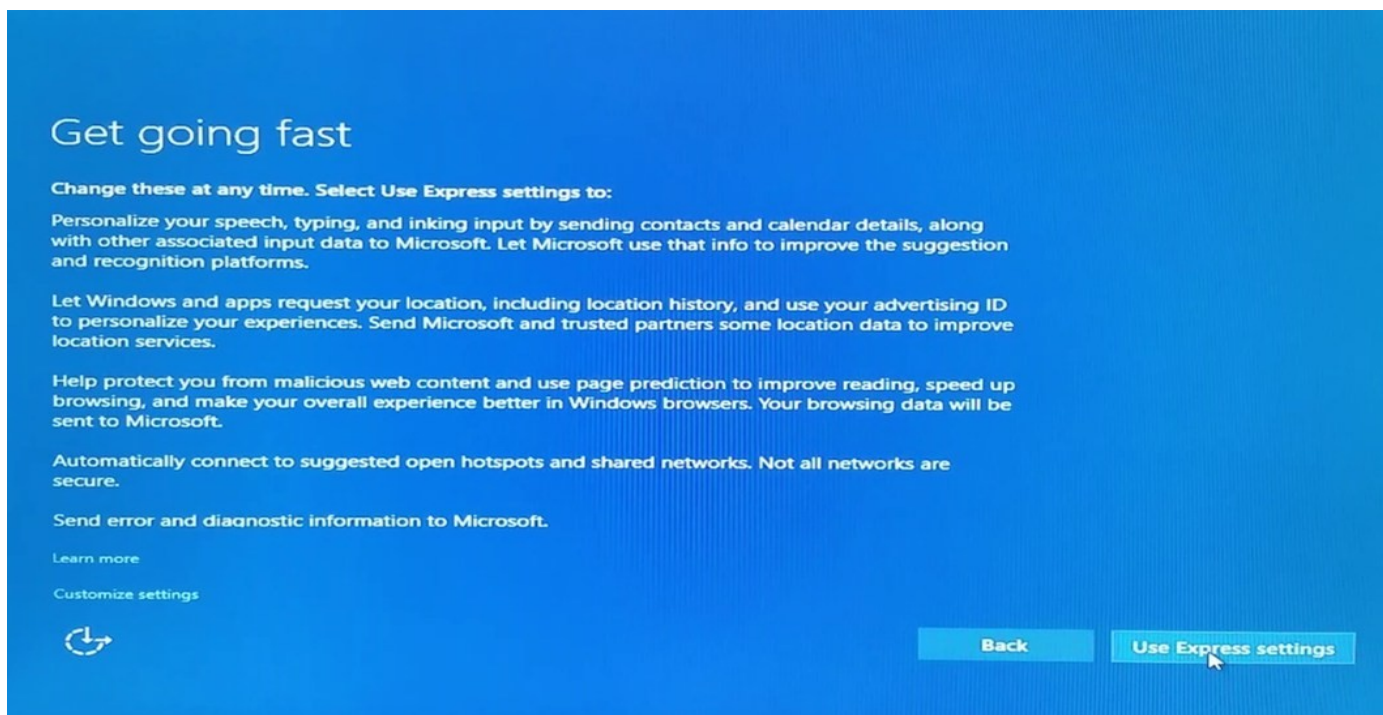 Get going fast
Change these at any time. Select Use Express settings to:
Personalize your speech, typing, and inking input by sending contacts and calendar details, along
with other associated input data to Microsoft. Let Microsoft use that info to improve the suggestion
and recognition platforms.
Let Windows and apps request your location, including location history, and use your advertising ID
to personalize your experiences. Send Microsoft and trusted partners some location data to improve
location services.
Help protect you from malicious web content and use page prediction to improve reading, speed up
browsing, and make your overall experience better in Windows browsers. Your browsing data will be
sent to Microsoft.
Automatically connect to suggested open hotspots and shared networks. Not all networks are
secure.
Send error and diagnostic information to Microsoft.
Learn more
Customize settings
Back
Use Express settings